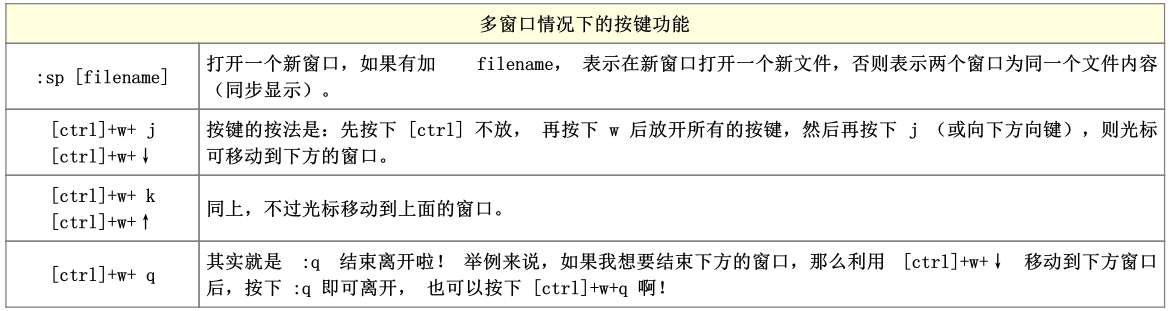 多窗口情况下的按键功能
:sp [filename]
打开一个新窗口，如果有加 filename， 表示在新窗口打开一个新文件，否则表示两个窗口为同一个文件内容
（同步显示）。
[ctrl]+w+ j
[ctrl]+w+↓
按键的按法是：先按下 [ctrl] 不放， 再按下 w 后放开所有的按键，然后再按下 j （或向下方向键），则光标
可移动到下方的窗口。
[ctrl]+w+ k
[ctrl]+w+↑
同上，不过光标移动到上面的窗口。
[ctrl]+w+ q
其实就是 :q 结束离开啦！ 举例来说，如果我想要结束下方的窗口，那么利用 [ctrl]+w+↓ 移动到下方窗口
后，按下 :q 即可离开， 也可以按下 [ctrl]+w+q 啊！